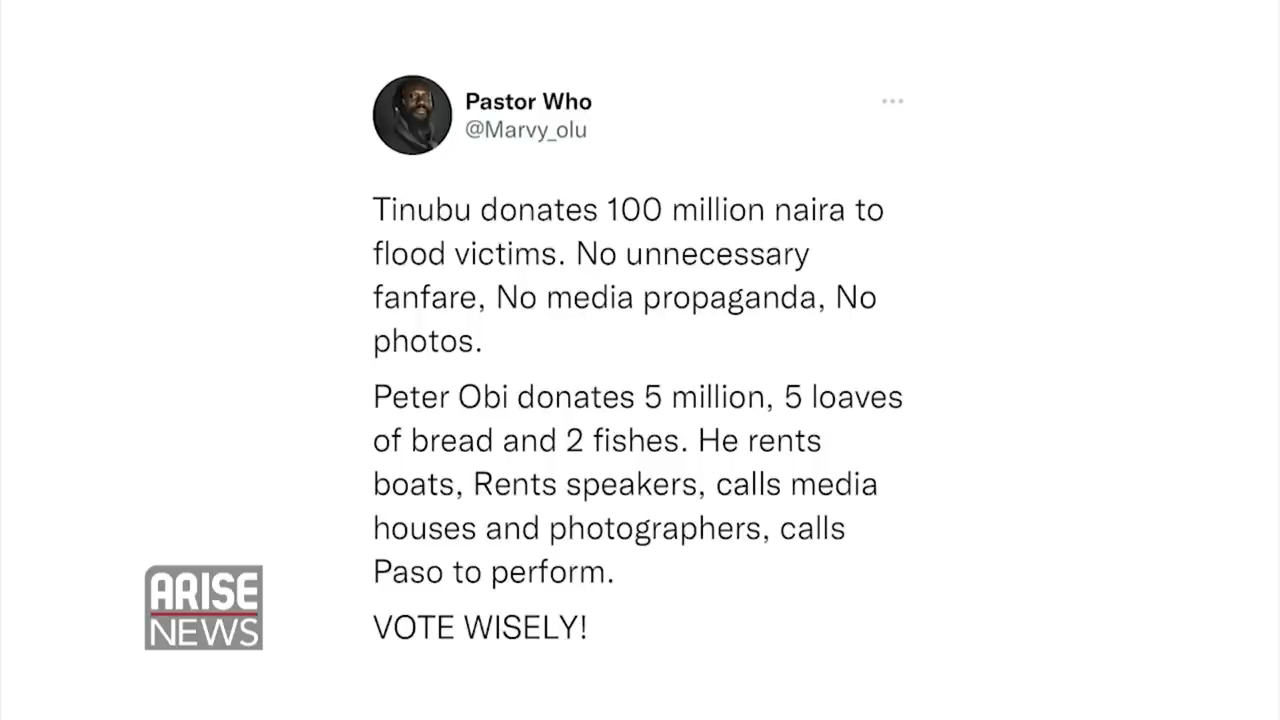 Pastor Who
@Marvy_olu
Tinubu donates 100 million naira to
flood victims. No unnecessary
fanfare, No media propaganda, No
photos.
Peter Obi donates 5 million, 5 loaves
of bread and 2 fishes. He rents
boats, Rents speakers, calls media
houses and photographers, calls
Paso to perform.
VOTE WISELY!
ARISE
NEWS